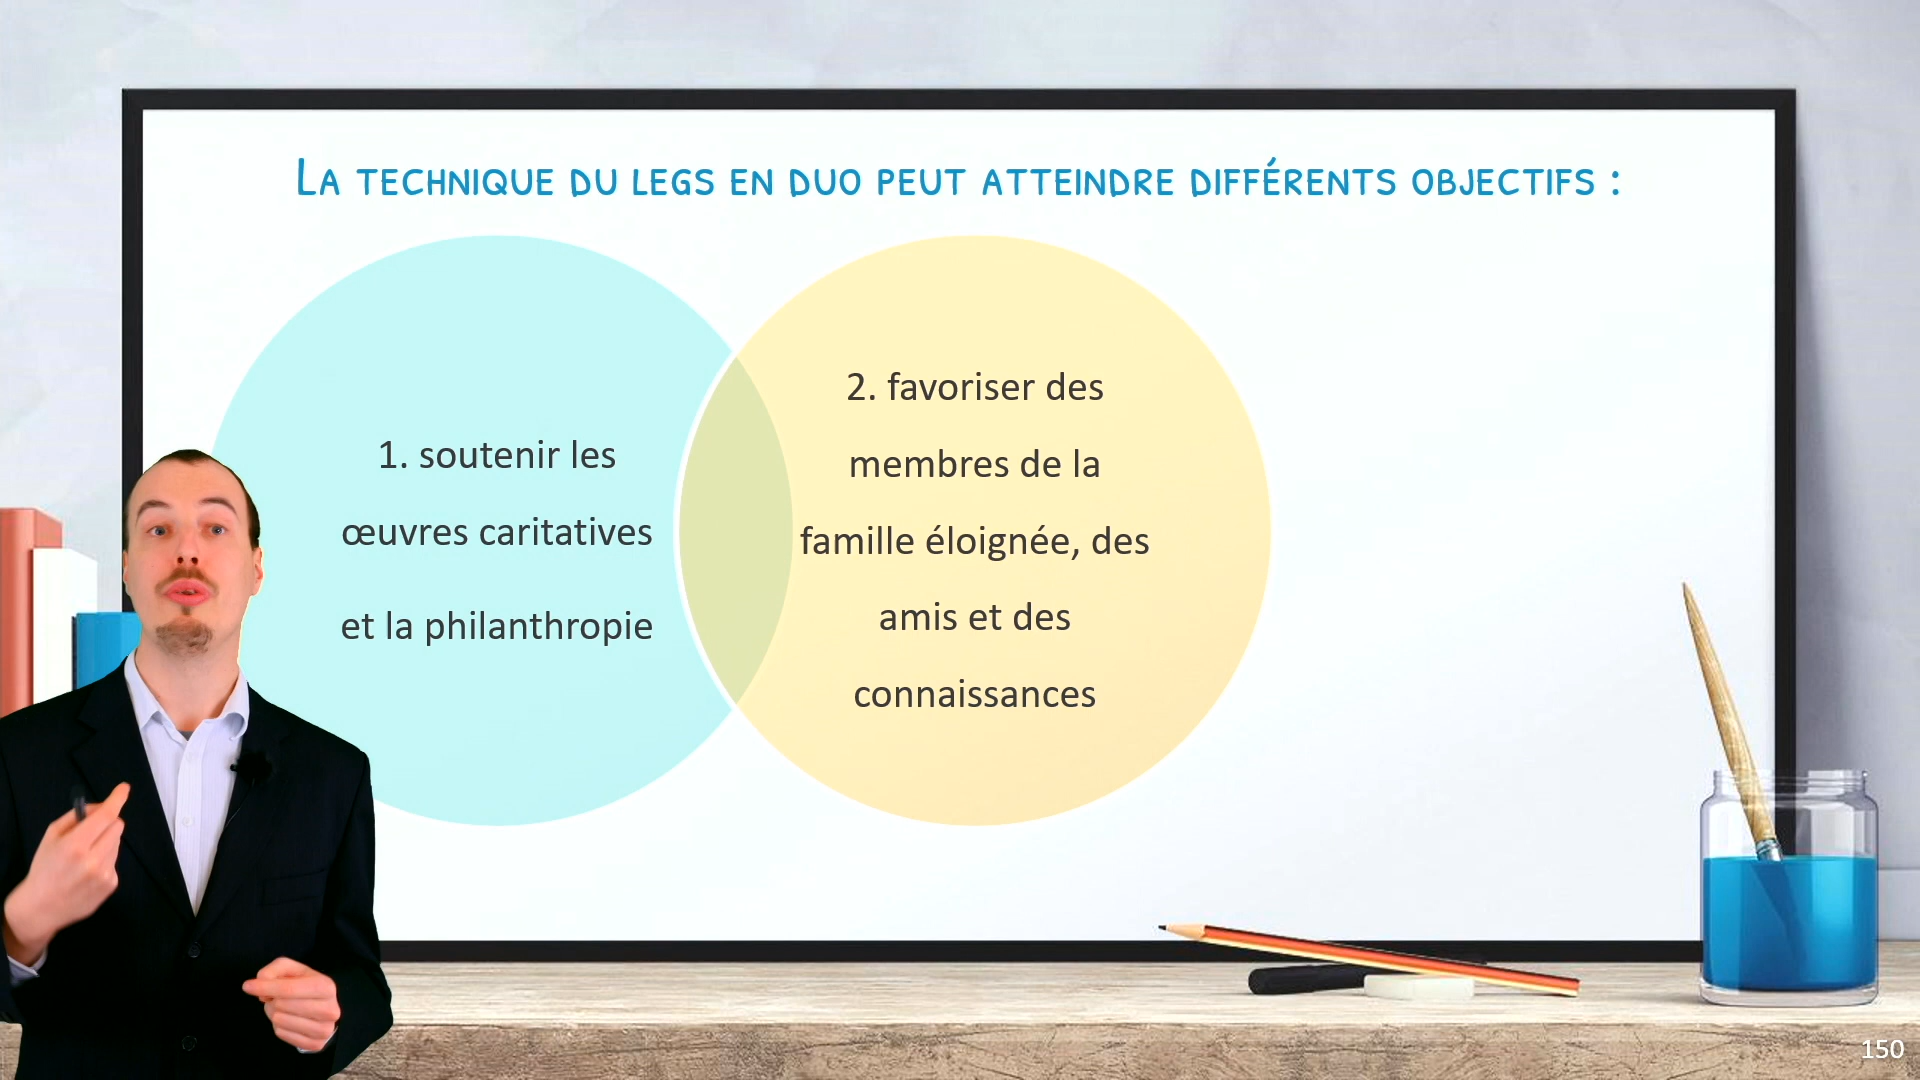 La technique du legs en duo peut atteindre différents objectifs :
1. soutenir les
œuvres caritatives
et la philanthropie
2. favoriser des
membres de la
famille éloignée, des
amis et des
connaissances
150